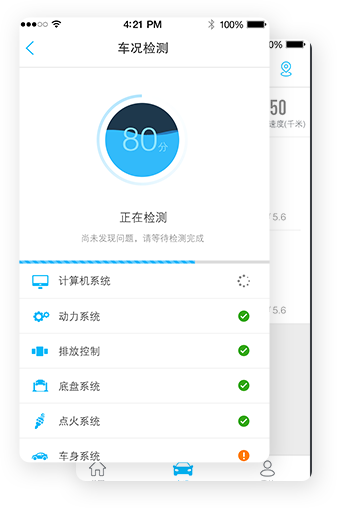 4:21 PM
100%
车况检测
80分
正在检测
尚未发现问题，请等待检测完成
计算机系统
动力系统
排放控制
底盘系统
点火系统
车身系统
0%
50
速度(千米)
/ 5.6
/ 5.6